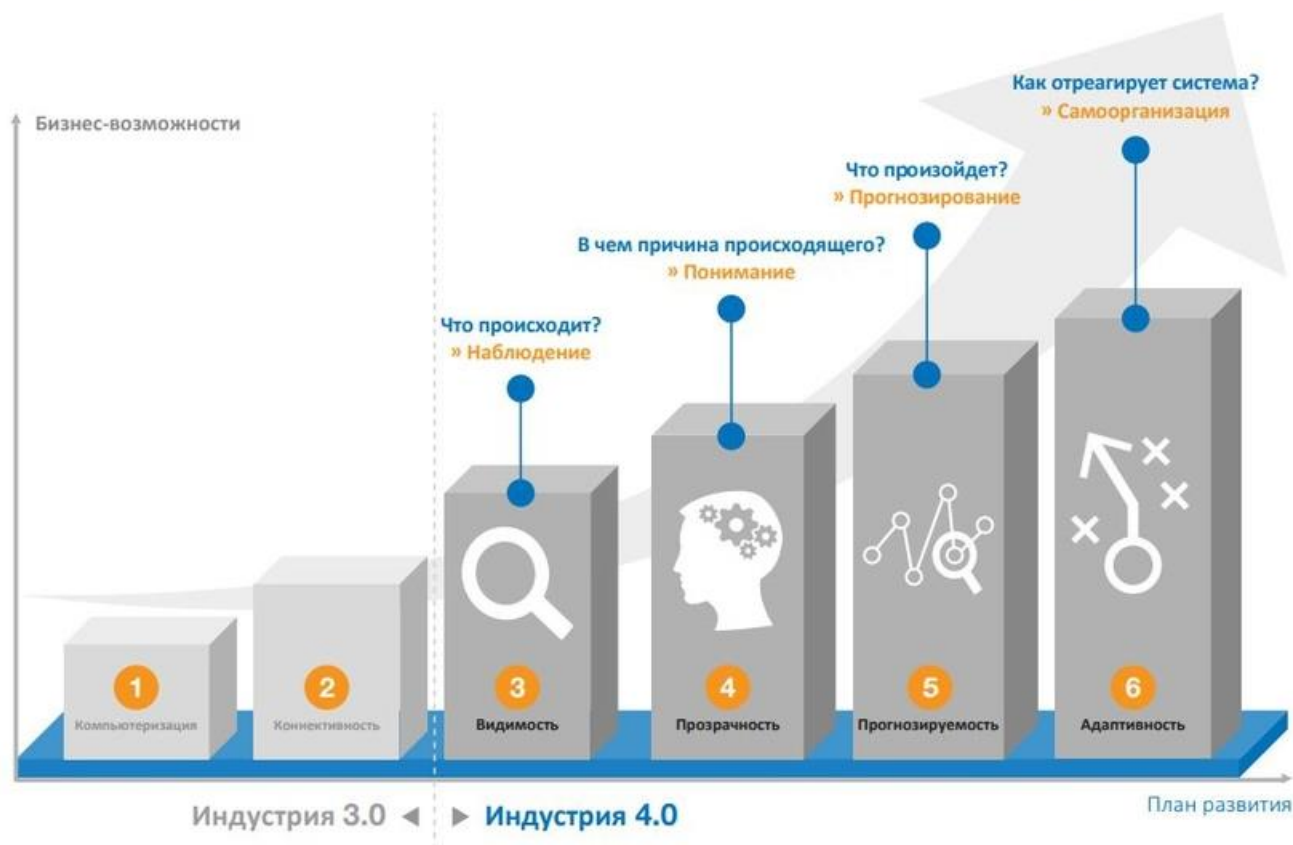 Бизнес-возможности
Как отреагирует система?
» Самоорганизация
Что произойдет?
» Прогнозирование
В чем причина происходящего?
» Понимание
Что происходит?
» Наблюдение
1
Компьютеризация
2
Коннективность
3
Видимость
4
Прозрачность
5
Прогнозируемость
6
Адаптивность
Индустрия 3.0
Индустрия 4.0
План развития